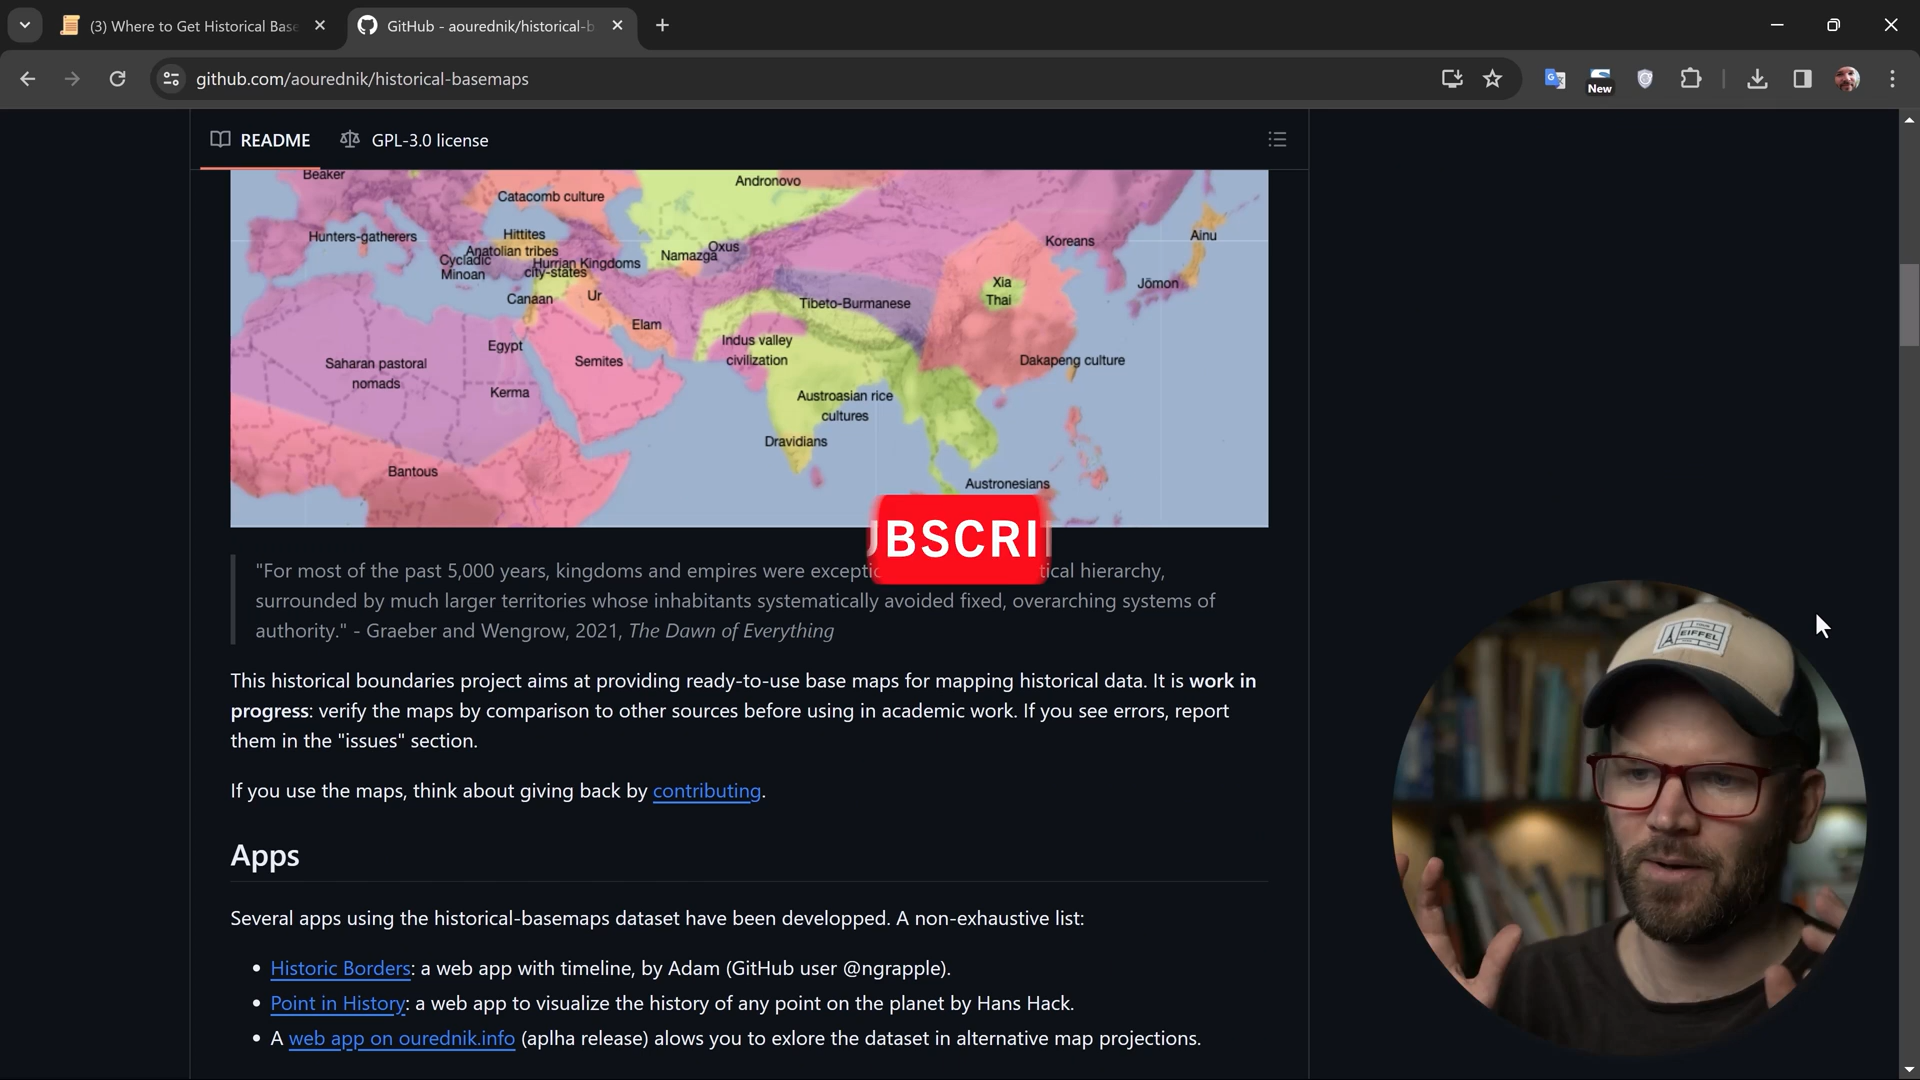 (3) Where to Get Historical Base
GitHub - aourednik/historical-b
github.com/aourednik/historical-basemaps
New
README
GPL-3.0 license
Beaker
Andronovo
Catacomb culture
Hittites
Hunters-gatherers
Anatolian tribes
Oxus
Koreans
Ainu
Cycladic
Minoan
Hurrian Kingdoms
city-states
Namazga
Canaan
Ur
Xia
Thai
Jōmon
Tibeto-Burmanese
Elam
Egypt
Semites
Indus valley
civilization
Dakapeng culture
Saharan pastoral
nomads
Kerma
Austroasian rice
cultures
Dravidians
Bantous
Austronesians
UBSCRI
"For most of the past 5,000 years, kingdoms and empires were excepti tical hierarchy,
surrounded by much larger territories whose inhabitants systematically avoided fixed, overarching systems of
authority." - Graeber and Wengrow, 2021, The Dawn of Everything
This historical boundaries project aims at providing ready-to-use base maps for mapping historical data. It is work in
progress: verify the maps by comparison to other sources before using in academic work. If you see errors, report
them in the "issues" section.
If you use the maps, think about giving back by contributing.
Apps
Several apps using the historical-basemaps dataset have been developped. A non-exhaustive list:
• Historic Borders: a web app with timeline, by Adam (GitHub user @ngrapple).
• Point in History: a web app to visualize the history of any point on the planet by Hans Hack.
• A web app on ourednik.info (aplha release) alows you to exlore the dataset in alternative map projections.
EIFFEL